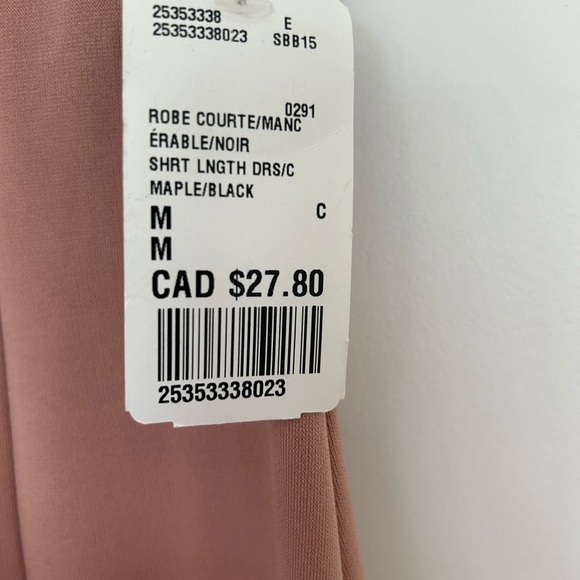 25353338 E
25353338023 SBB15
0291
ROBE COURTE/MANC
ÉRABLE/NOIR
SHRT LNGTH DRS/C
MAPLE/BLACK
M C
M
CAD $27.80
25353338023